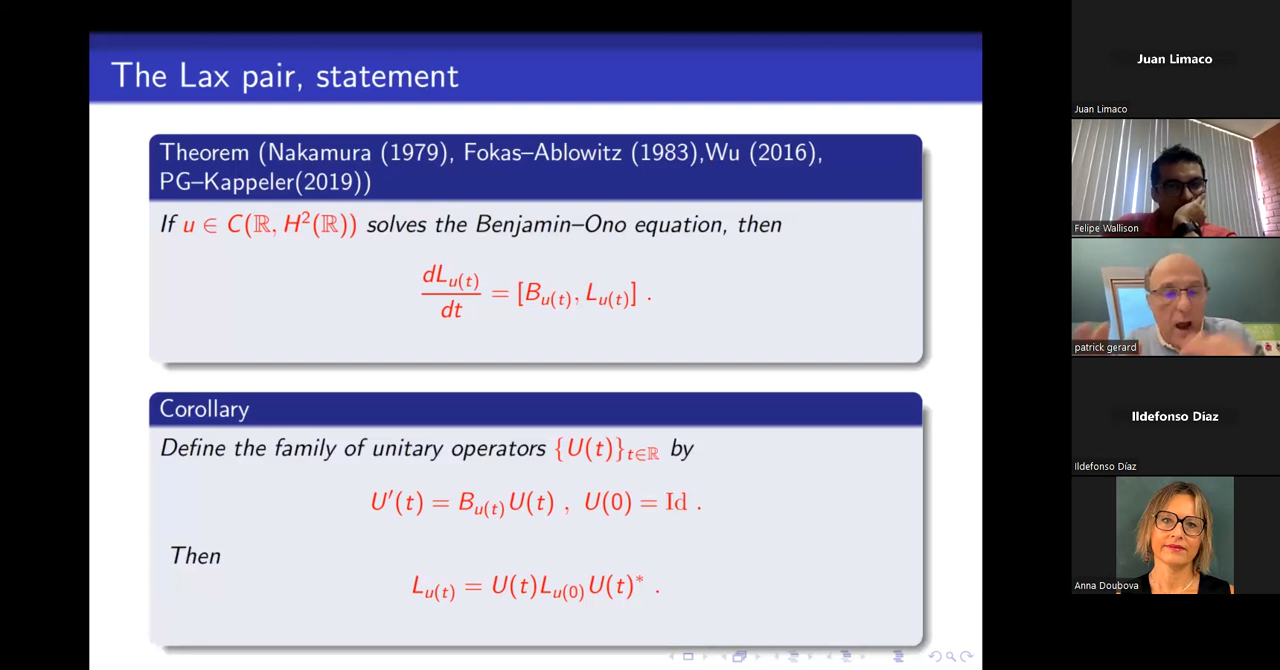 The Lax pair, statement
Theorem (Nakamura (1979), Fokas–Ablowitz (1983),Wu (2016),
PG–Kappeler(2019))
If u ∈ C(ℝ, H²(ℝ)) solves the Benjamin–Ono equation, then
dL_{u(t)}/dt = [B_{u(t)}, L_{u(t)}] .
Corollary
Define the family of unitary operators {U(t)}_{t∈ℝ} by
U′(t) = B_{u(t)}U(t) , U(0) = Id .
Then
L_{u(t)} = U(t)L_{u(0)}U(t)* .
Juan Limaco
Juan Limaco
Felipe Wallison
patrick gerard
Ildefonso Díaz
Ildefonso Díaz
Anna Doubova